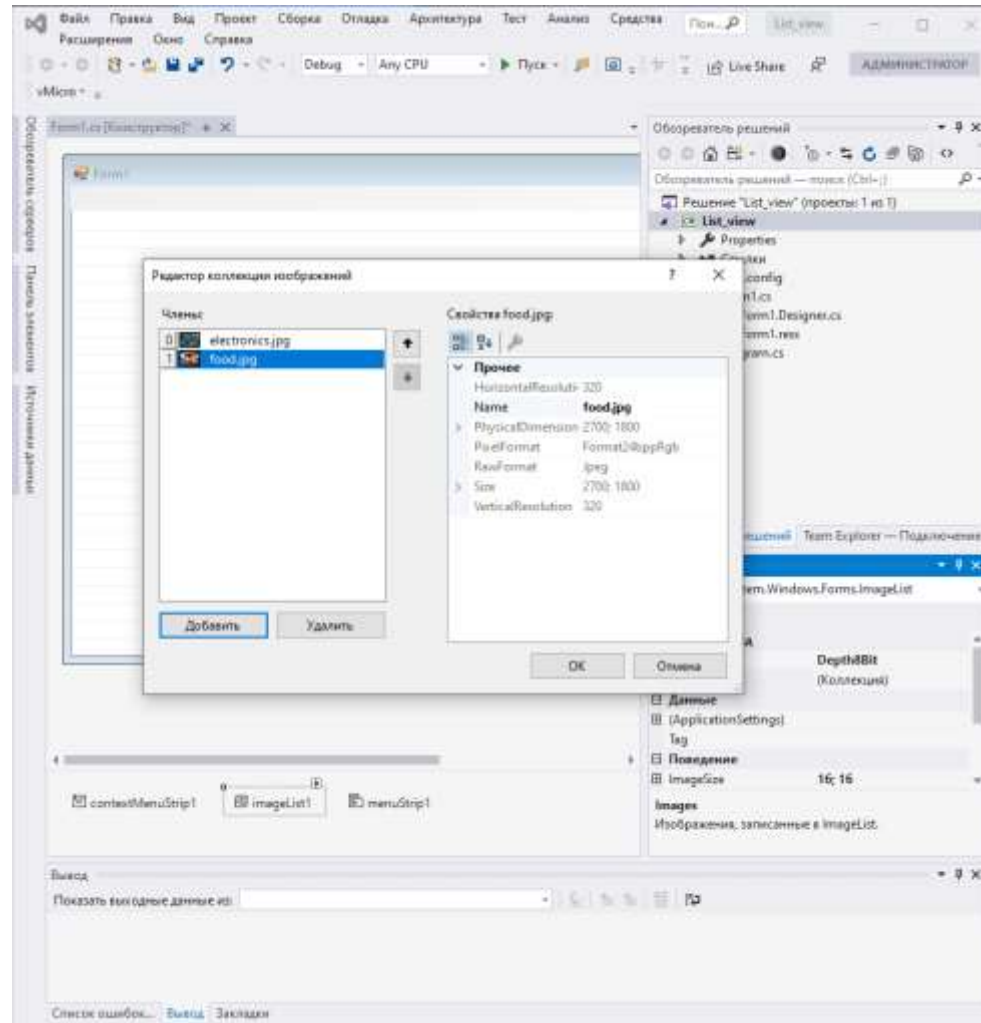 Файл Правка Вид Проект Сборка Отладка Архитектура Тест Анализ Средства List_view
Расширения Окно Справка
Debug Any CPU Пуск Live Share АДМИНИСТРАТОР
vMicro
Form1.cs [Конструктор]*
Обозреватель серверов
Панель элементов
Источники данных
Form1
Обозреватель решений
Обозреватель решений — поиск (Ctrl+;)
Решение "List_view" (проекты: 1 из 1)
List_view
Properties
Ссылки
.config
m1.cs
orm1.Designer.cs
orm1.resx
gram.cs
Редактор коллекции изображений
? X
Члены:
0 electronics.jpg
1 food.jpg
Добавить Удалить
Свойства food.jpg:
Прочее
HorizontalResoluti 320
Name food.jpg
PhysicalDimension 2700; 1800
PixelFormat Format24bppRgb
RawFormat Jpeg
Size 2700; 1800
VerticalResolution 320
OK Отмена
ешений Team Explorer — Подключение
tem.Windows.Forms.ImageList
Depth8Bit
(Коллекция)
Данные
(ApplicationSettings)
Tag
Поведение
ImageSize 16; 16
Images
Изображения, записанные в ImageList.
contextMenuStrip1 imageList1 menuStrip1
Вывод
Показать выходные данные из:
Список ошибок... Вывод Закладки